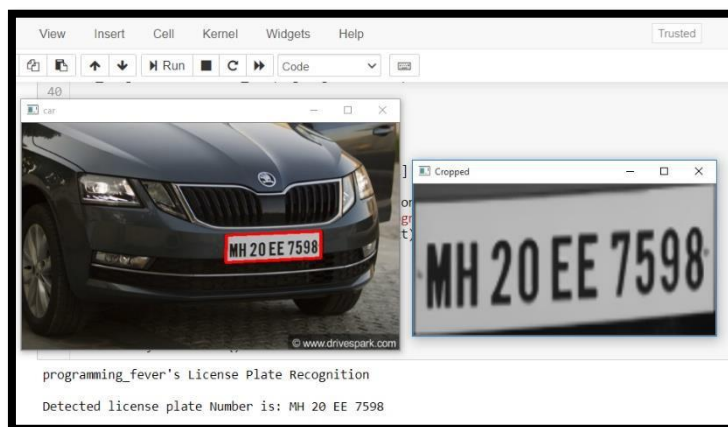 View Insert Cell Kernel Widgets Help Trusted
Run Code
40
car
MH 20 EE 7598
© www.drivespark.com
Cropped
MH 20 EE 7598
programming_fever's License Plate Recognition
Detected license plate Number is: MH 20 EE 7598